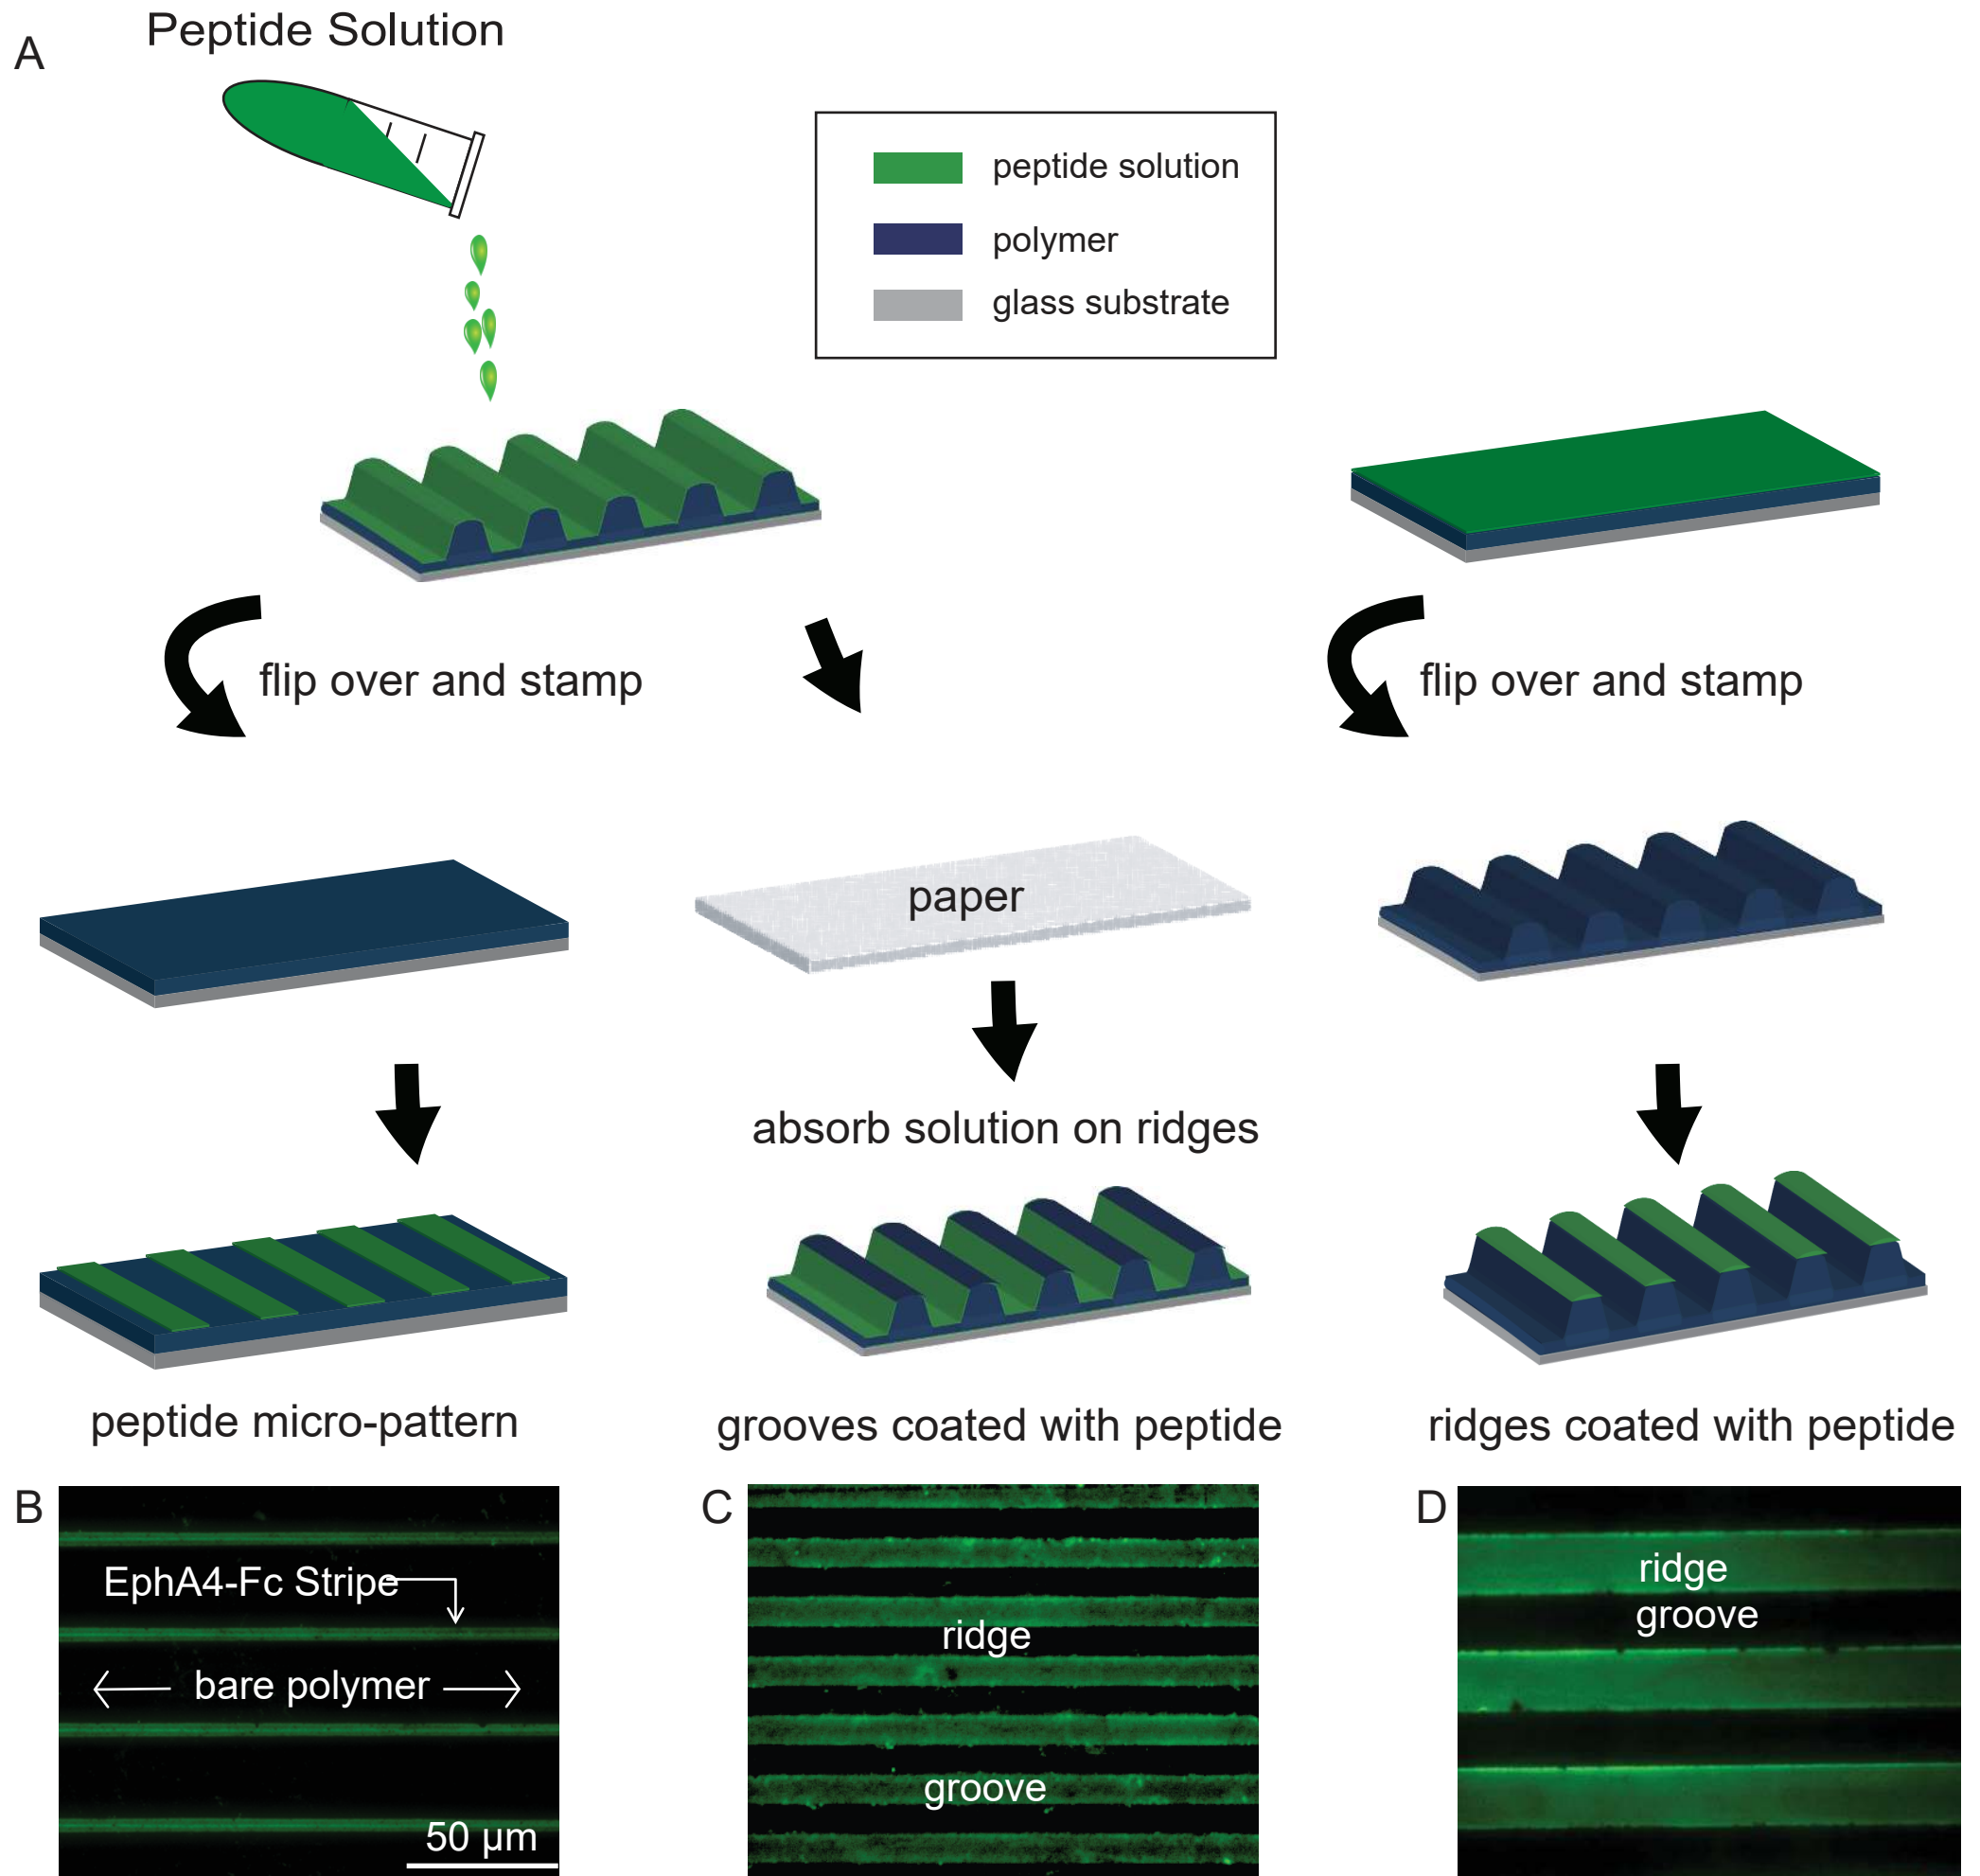 A
Peptide Solution
peptide solution
polymer
glass substrate
flip over and stamp
flip over and stamp
paper
absorb solution on ridges
peptide micro-pattern
grooves coated with peptide
ridges coated with peptide
B
EphA4-Fc Stripe
bare polymer
50 μm
C
ridge
groove
D
ridge
groove